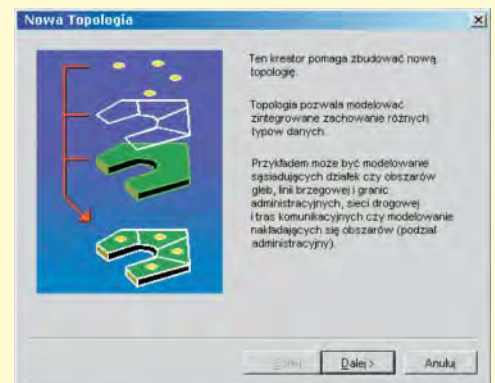 Nowa Topologia
Ten kreator pomaga zbudować nową
topologię.
Topologia pozwala modelować
zintegrowane zachowanie różnych
typow danych.
Przykładem może być modelowanie
sąsiadujących działek czy obszarów
gleb, linii brzegowej i granic
administracyjnych, sieci drogowej
i tras komunikacyjnych czy modelowanie
nakładających się obszarów (podział
administracyjny).
Dalej >
Anuluj